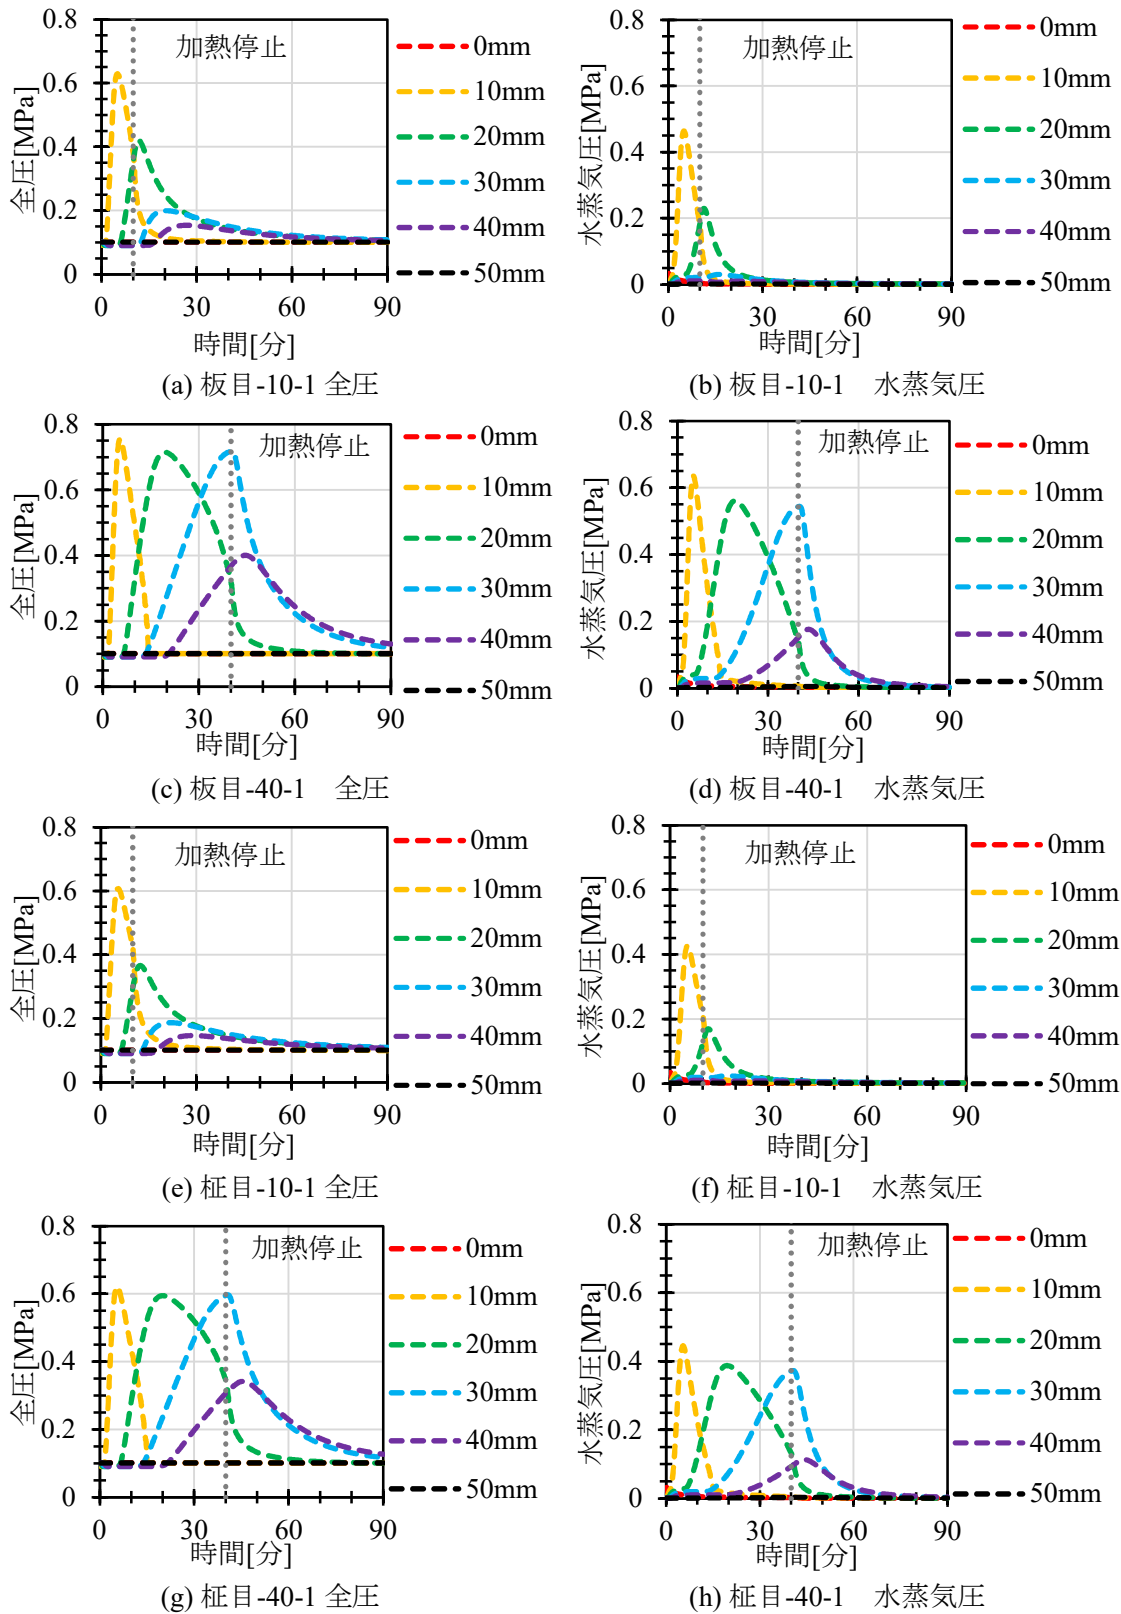 0.8
0.6
0.4
0.2
0
全圧[MPa]
加熱停止
0mm
10mm
20mm
30mm
40mm
50mm
0 30 60 90
時間[分]
(a) 板目-10-1 全圧
0.8
0.6
0.4
0.2
0
水蒸気圧[MPa]
加熱停止
0mm
10mm
20mm
30mm
40mm
50mm
0 30 60 90
時間[分]
(b) 板目-10-1　水蒸気圧
0.8
0.6
0.4
0.2
0
全圧[MPa]
加熱停止
0mm
10mm
20mm
30mm
40mm
50mm
0 30 60 90
時間[分]
(c) 板目-40-1　全圧
0.8
0.6
0.4
0.2
0
水蒸気圧[MPa]
加熱停止
0mm
10mm
20mm
30mm
40mm
50mm
0 30 60 90
時間[分]
(d) 板目-40-1　水蒸気圧
0.8
0.6
0.4
0.2
0
全圧[MPa]
加熱停止
0mm
10mm
20mm
30mm
40mm
50mm
0 30 60 90
時間[分]
(e) 柾目-10-1 全圧
0.8
0.6
0.4
0.2
0
水蒸気圧[MPa]
加熱停止
0mm
10mm
20mm
30mm
40mm
50mm
0 30 60 90
時間[分]
(f) 柾目-10-1　水蒸気圧
0.8
0.6
0.4
0.2
0
全圧[MPa]
加熱停止
0mm
10mm
20mm
30mm
40mm
50mm
0 30 60 90
時間[分]
(g) 柾目-40-1 全圧
0.8
0.6
0.4
0.2
0
水蒸気圧[MPa]
加熱停止
0mm
10mm
20mm
30mm
40mm
50mm
0 30 60 90
時間[分]
(h) 柾目-40-1　水蒸気圧